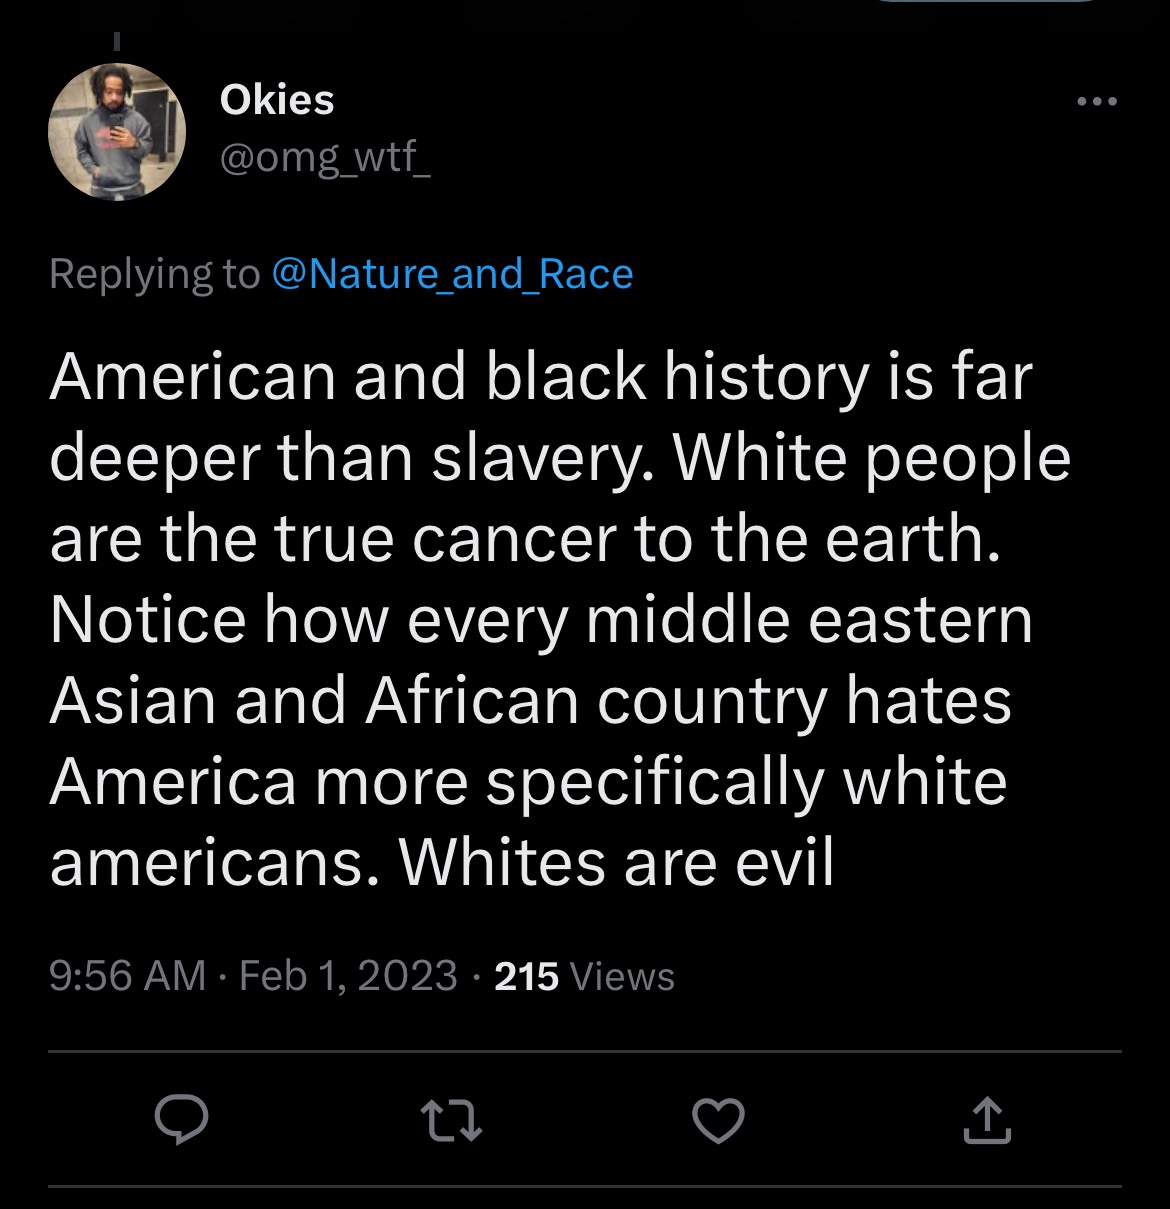 Okies
@omg_wtf_
Replying to @Nature_and_Race
American and black history is far
deeper than slavery. White people
are the true cancer to the earth.
Notice how every middle eastern
Asian and African country hates
America more specifically white
americans. Whites are evil
9:56 AM · Feb 1, 2023 · 215 Views